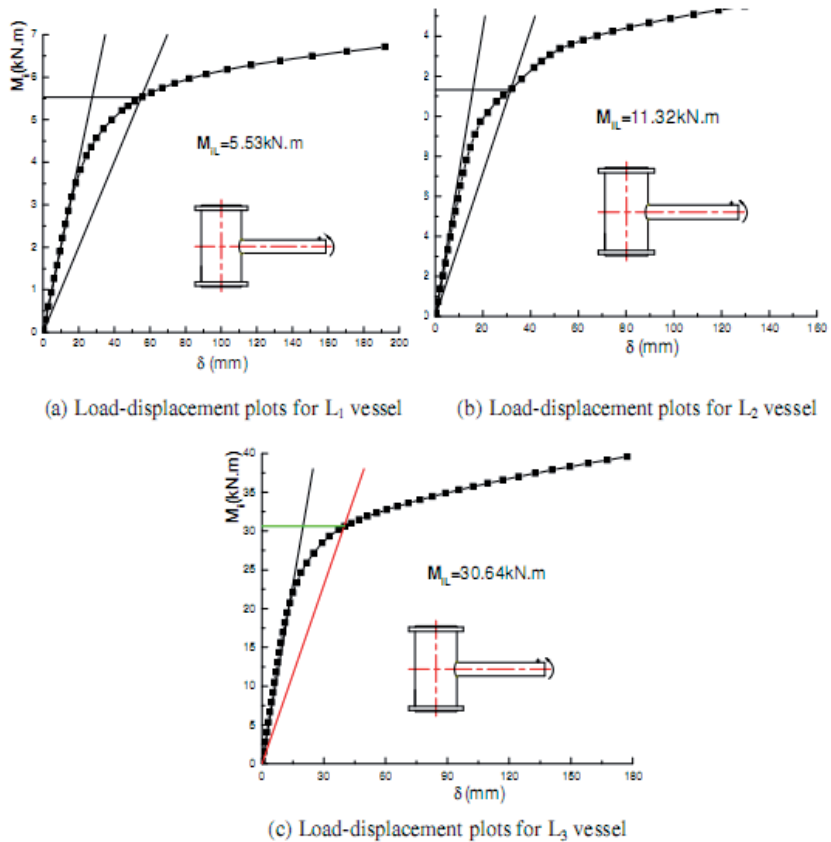 M_i(kN.m)
7
6
5
4
3
2
1
0
M_iL=5.53kN.m
0 20 40 60 80 100 120 140 160 180 200
δ (mm)
(a) Load-displacement plots for L₁ vessel
M_iL=11.32kN.m
0 20 40 60 80 100 120 140 160
δ (mm)
(b) Load-displacement plots for L₂ vessel
M_i(kN.m)
40
35
30
25
20
15
10
5
0
M_iL=30.64kN.m
0 30 60 90 120 150 180
δ (mm)
(c) Load-displacement plots for L₃ vessel